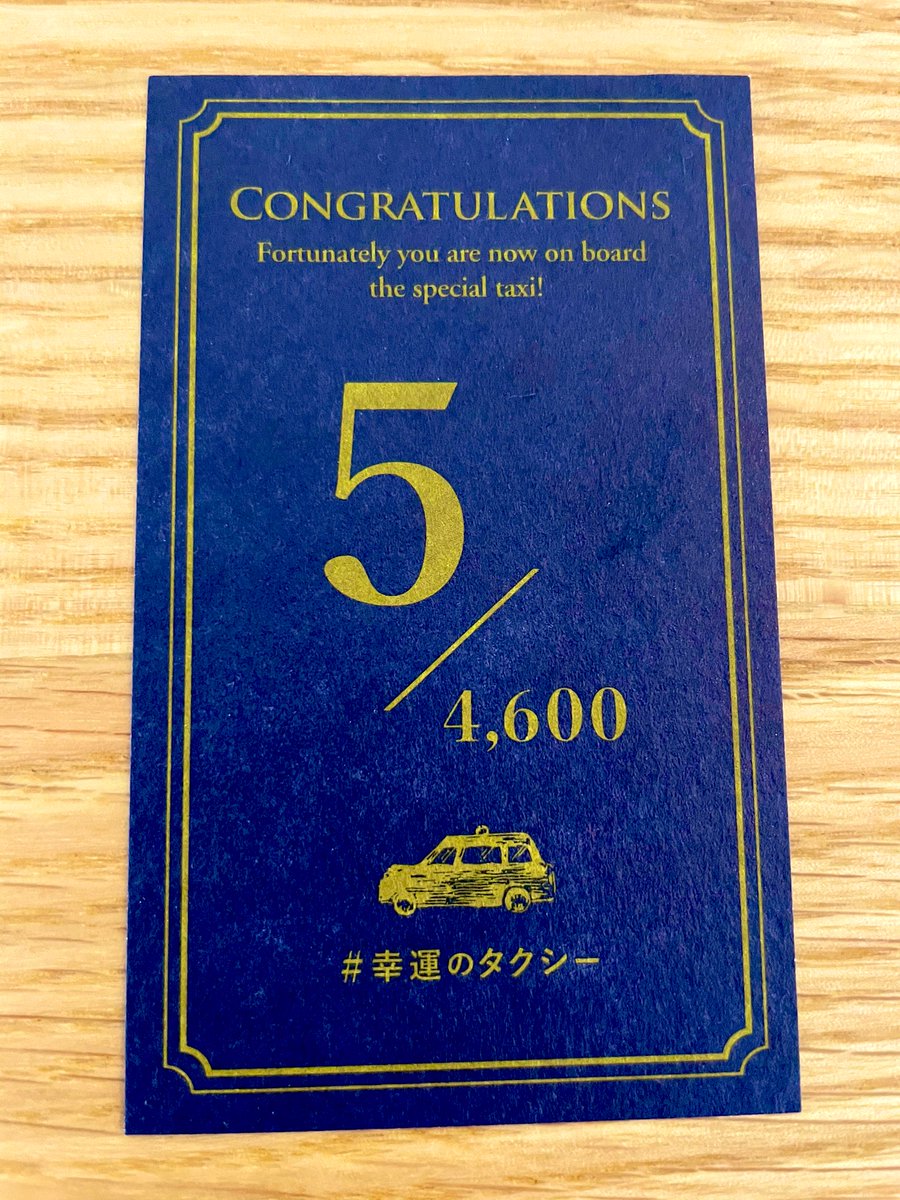 CONGRATULATIONS
Fortunately you are now on board
the special taxi!
5
/
4,600
#幸運のタクシー